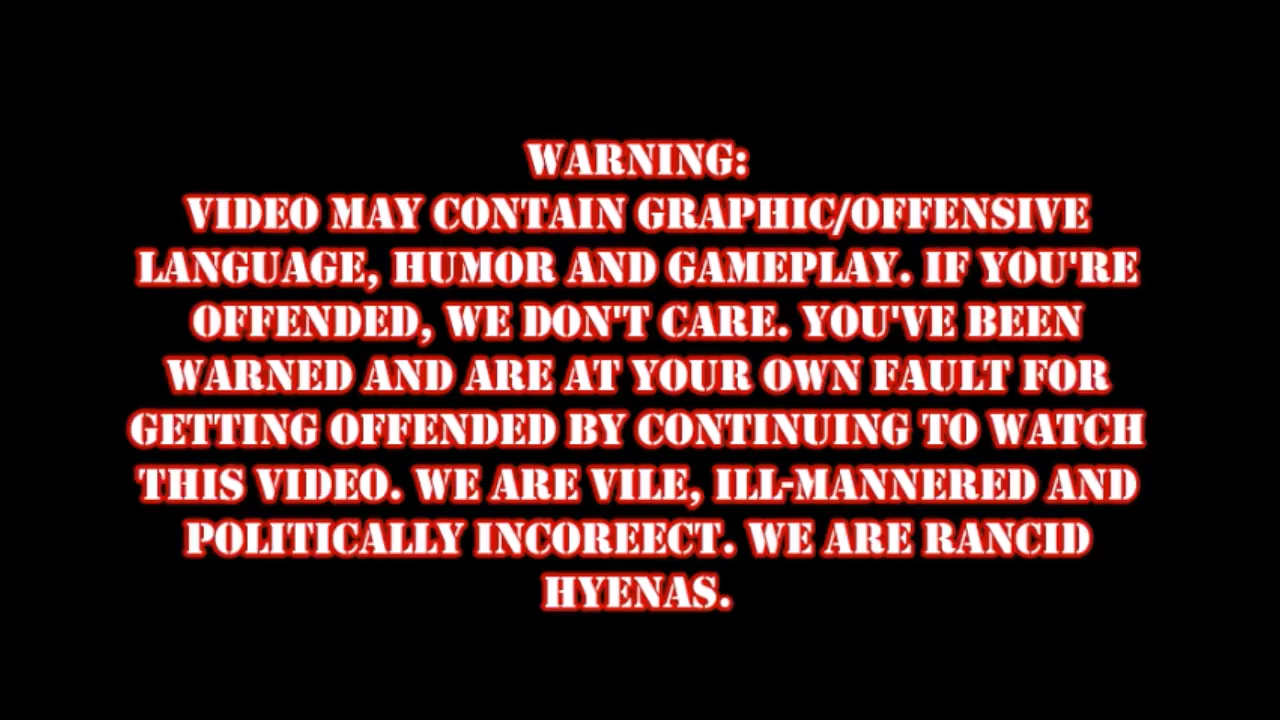 WARNING:
VIDEO MAY CONTAIN GRAPHIC/OFFENSIVE
LANGUAGE, HUMOR AND GAMEPLAY. IF YOU'RE
OFFENDED, WE DON'T CARE. YOU'VE BEEN
WARNED AND ARE AT YOUR OWN FAULT FOR
GETTING OFFENDED BY CONTINUING TO WATCH
THIS VIDEO. WE ARE VILE, ILL-MANNERED AND
POLITICALLY INCOREECT. WE ARE RANCID
HYENAS.